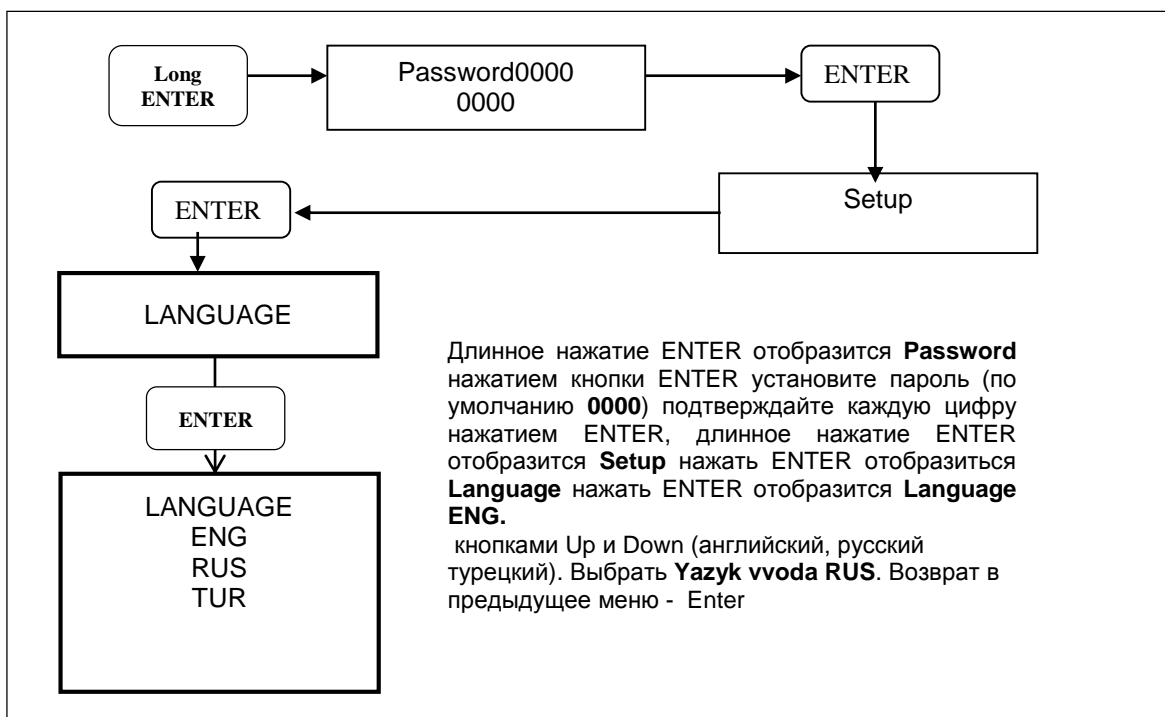 Long
ENTER
Password0000
0000
ENTER
Setup
ENTER
LANGUAGE
ENTER
LANGUAGE
ENG
RUS
TUR
Длинное нажатие ENTER отобразится Password
нажатием кнопки ENTER установите пароль (по
умолчанию 0000) подтверждайте каждую цифру
нажатием ENTER, длинное нажатие ENTER
отобразится Setup нажать ENTER отобразиться
Language нажать ENTER отобразится Language
ENG.
кнопками Up и Down (английский, русский
турецкий). Выбрать Yazyk vvoda RUS. Возврат в
предыдущее меню - Enter